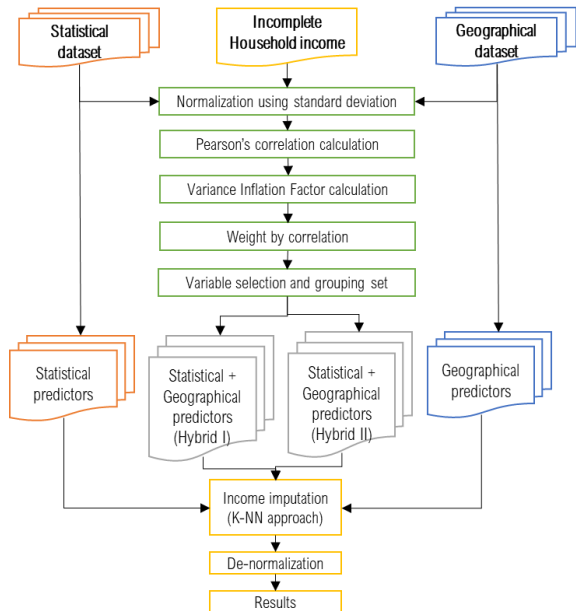 Statistical
dataset
Incomplete
Household income
Geographical
dataset
Normalization using standard deviation
Pearson's correlation calculation
Variance Inflation Factor calculation
Weight by correlation
Variable selection and grouping set
Statistical
predictors
Statistical +
Geographical
predictors
(Hybrid I)
Statistical +
Geographical
predictors
(Hybrid II)
Geographical
predictors
Income imputation
(K-NN approach)
De-normalization
Results